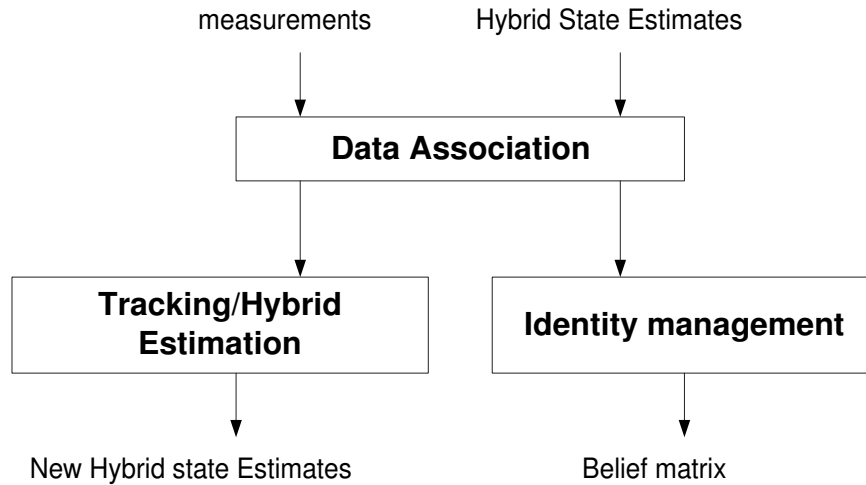 measurements
Hybrid State Estimates
Data Association
Tracking/Hybrid
Estimation
Identity management
New Hybrid state Estimates
Belief matrix